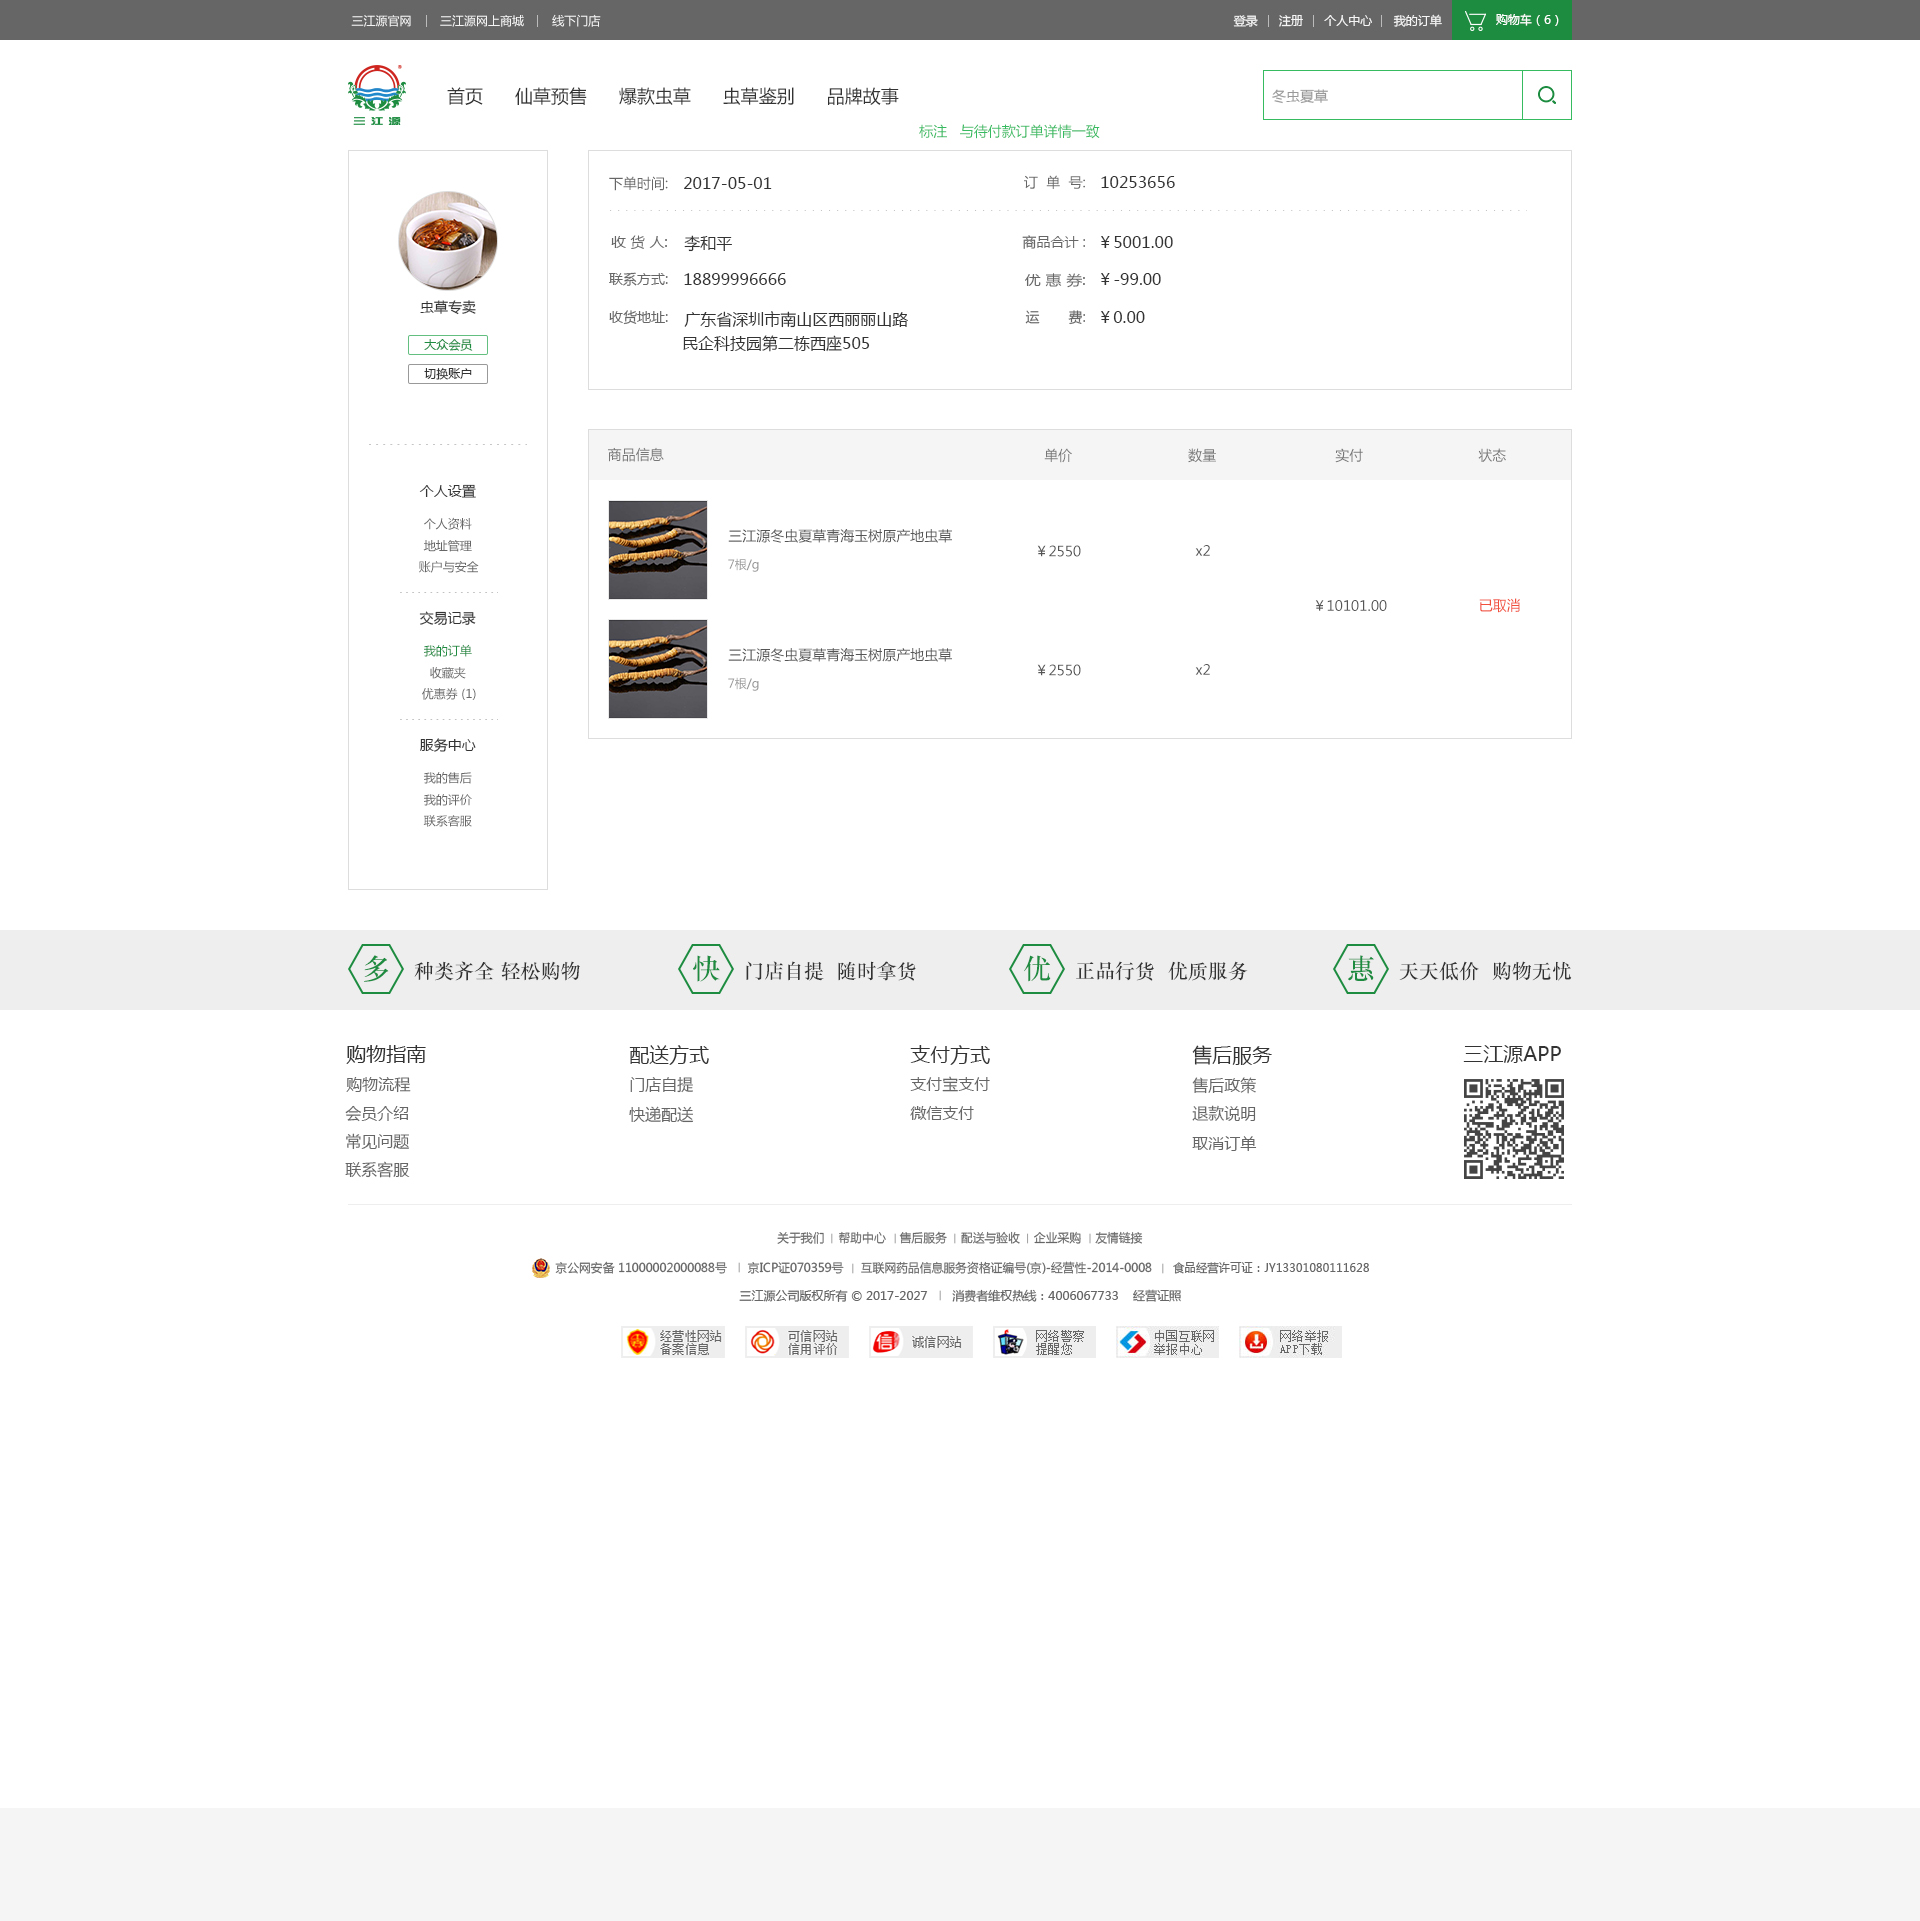 三江源官网 | 三江源网上商城 | 线下门店
登录 | 注册 | 个人中心 | 我的订单 购物车 ( 6 )
三江源
首页 仙草预售 爆款虫草 虫草鉴别 品牌故事
冬虫夏草
标注 与待付款订单详情一致
虫草专卖
大众会员
切换账户
个人设置
个人资料
地址管理
账户与安全
交易记录
我的订单
收藏夹
优惠券 (1)
服务中心
我的售后
我的评价
联系客服
下单时间: 2017-05-01 订 单 号: 10253656
收 货 人: 李和平 商品合计 : ¥ 5001.00
联系方式: 18899996666 优 惠 券: ¥ -99.00
收货地址: 广东省深圳市南山区西丽丽山路 运 费: ¥ 0.00
民企科技园第二栋西座505
商品信息 单价 数量 实付 状态
三江源冬虫夏草青海玉树原产地虫草
7根/g
¥ 2550 x2
¥ 10101.00 已取消
三江源冬虫夏草青海玉树原产地虫草
7根/g
¥ 2550 x2
多 种类齐全 轻松购物
快 门店自提 随时拿货
优 正品行货 优质服务
惠 天天低价 购物无忧
购物指南
购物流程
会员介绍
常见问题
联系客服
配送方式
门店自提
快递配送
支付方式
支付宝支付
微信支付
售后服务
售后政策
退款说明
取消订单
三江源APP
关于我们 | 帮助中心 | 售后服务 | 配送与验收 | 企业采购 | 友情链接
京公网安备 11000002000088号 | 京ICP证070359号 | 互联网药品信息服务资格证编号(京)-经营性-2014-0008 | 食品经营许可证：JY13301080111628
三江源公司版权所有 © 2017-2027 | 消费者维权热线：4006067733 经营证照
经营性网站
备案信息
可信网站
信用评价
信 诚信网站
网络警察
提醒您
中国互联网
举报中心
网络举报
APP下载